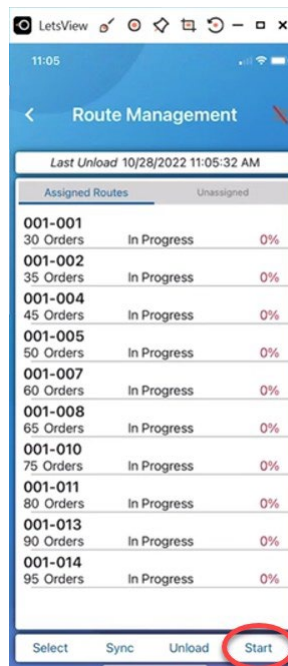 LetsView
11:05
Route Management
Last Unload 10/28/2022 11:05:32 AM
Assigned Routes Unassigned
001-001
30 Orders In Progress 0%
001-002
35 Orders In Progress 0%
001-004
45 Orders In Progress 0%
001-005
50 Orders In Progress 0%
001-007
60 Orders In Progress 0%
001-008
65 Orders In Progress 0%
001-010
75 Orders In Progress 0%
001-011
80 Orders In Progress 0%
001-013
90 Orders In Progress 0%
001-014
95 Orders In Progress 0%
Select Sync Unload Start